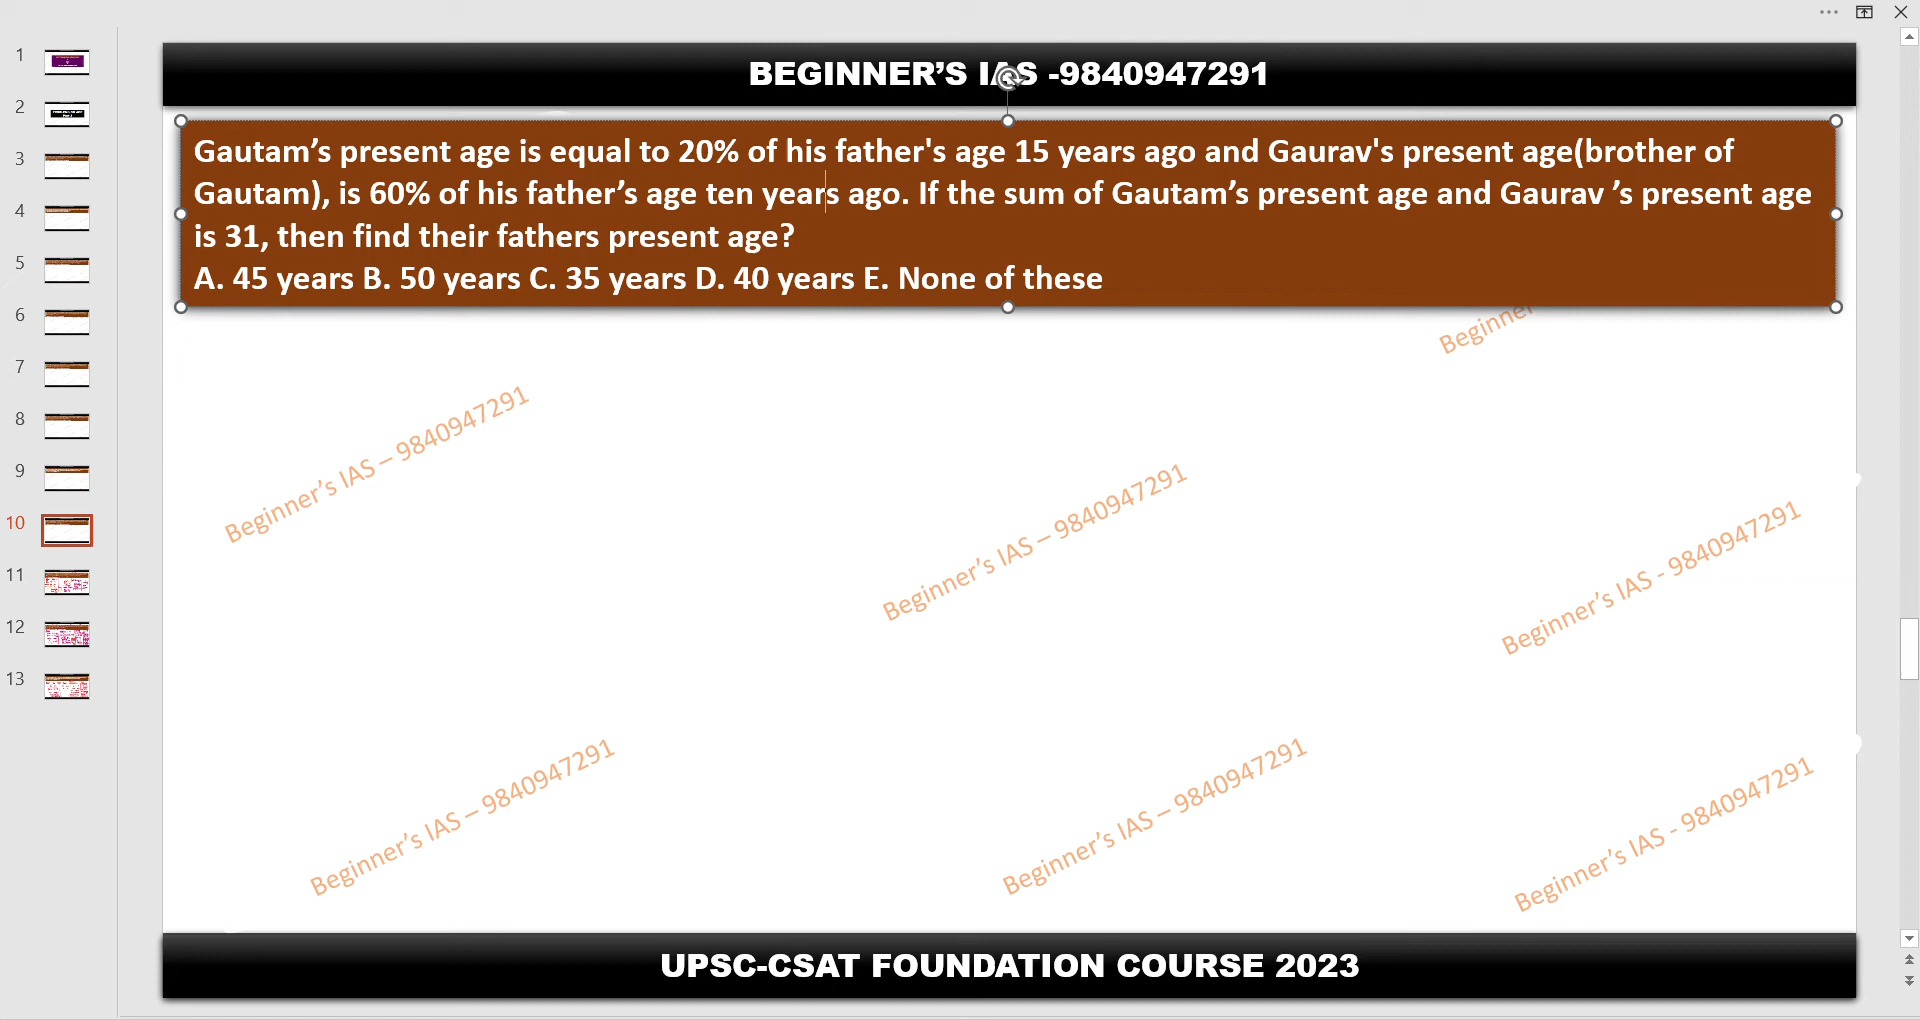 BEGINNER’S IAS -9840947291
Gautam’s present age is equal to 20% of his father's age 15 years ago and Gaurav's present age(brother of
Gautam), is 60% of his father’s age ten years ago. If the sum of Gautam’s present age and Gaurav ’s present age
is 31, then find their fathers present age?
A. 45 years B. 50 years C. 35 years D. 40 years E. None of these
Beginner’s IAS – 9840947291
Beginner’s IAS – 9840947291
Beginner’s IAS - 9840947291
Beginner’s IAS – 9840947291
Beginner’s IAS – 9840947291
Beginner’s IAS - 9840947291
UPSC-CSAT FOUNDATION COURSE 2023
1
2
3
4
5
6
7
8
9
10
11
12
13